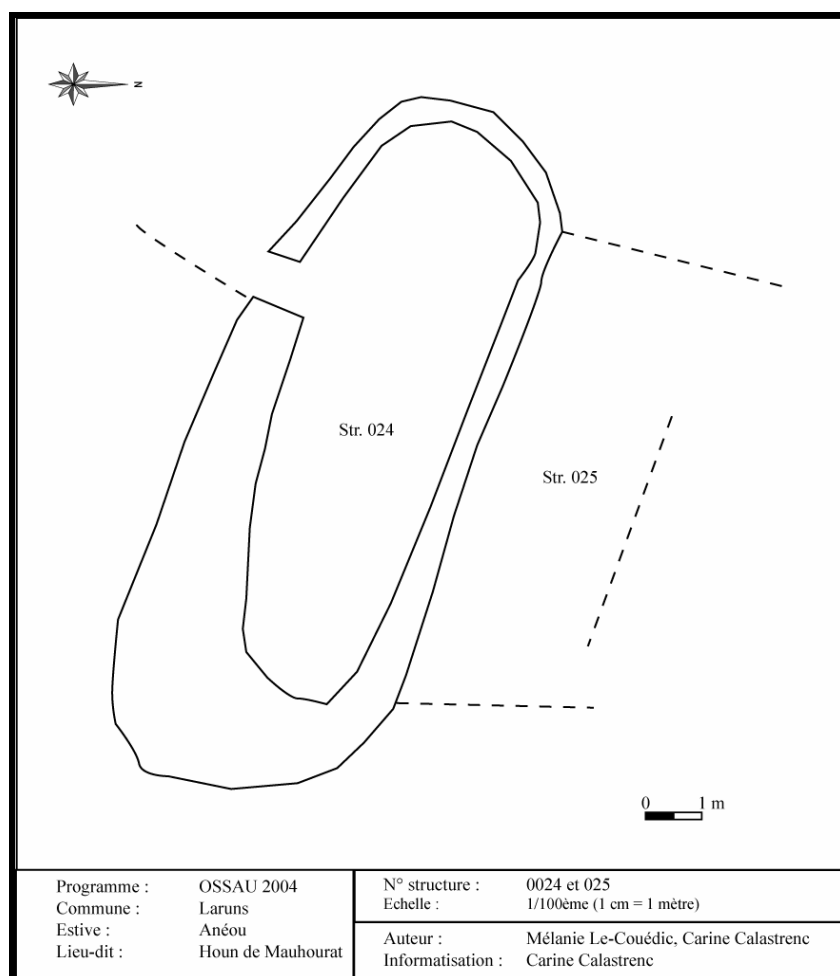 N
Str. 024
Str. 025
0 1 m
Programme : OSSAU 2004
Commune : Laruns
Estive : Anéou
Lieu-dit : Houn de Mauhourat
N° structure : 0024 et 025
Echelle : 1/100ème (1 cm = 1 mètre)
Auteur : Mélanie Le-Couédic, Carine Calastrenc
Informatisation : Carine Calastrenc